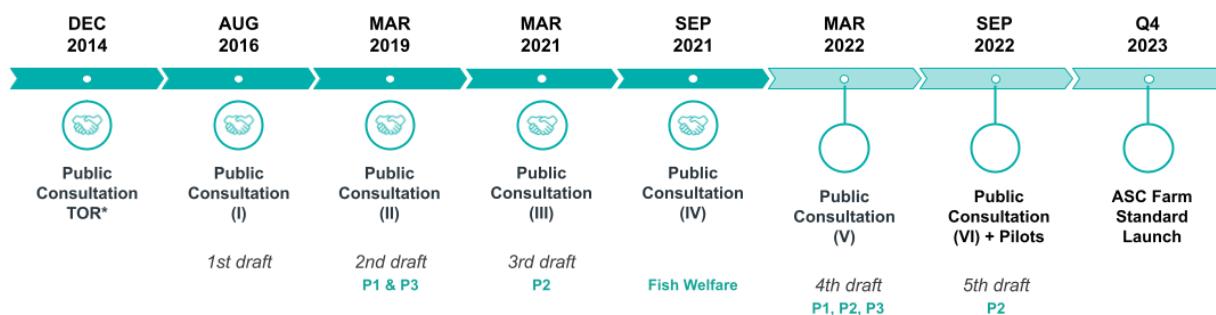 DEC
2014
AUG
2016
MAR
2019
MAR
2021
SEP
2021
MAR
2022
SEP
2022
Q4
2023
Public
Consultation
TOR*
Public
Consultation
(I)
Public
Consultation
(II)
Public
Consultation
(III)
Public
Consultation
(IV)
Public
Consultation
(V)
Public
Consultation
(VI) + Pilots
ASC Farm
Standard
Launch
1st draft
2nd draft
P1 & P3
3rd draft
P2
Fish Welfare
4th draft
P1, P2, P3
5th draft
P2